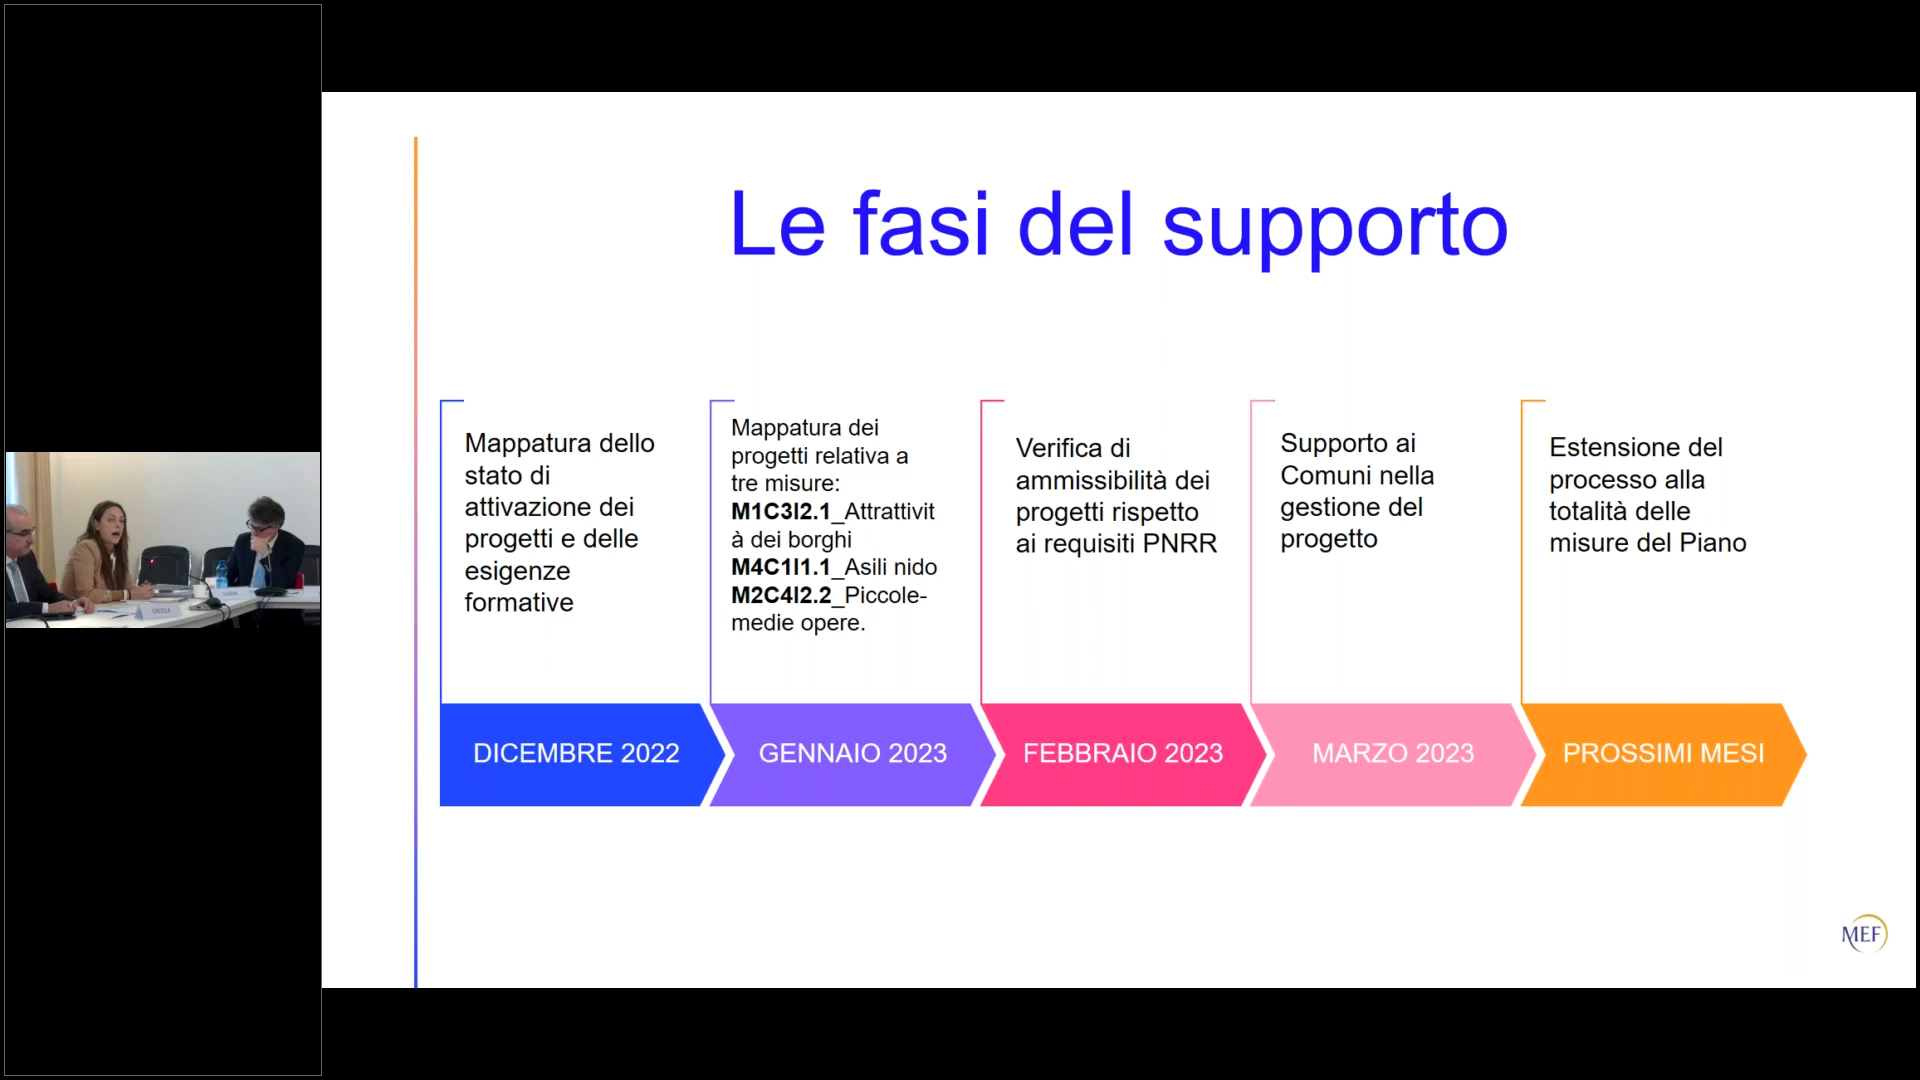 Le fasi del supporto
Mappatura dello
stato di
attivazione dei
progetti e delle
esigenze
formative
Mappatura dei
progetti relativa a
tre misure:
M1C3I2.1_Attrattivit
à dei borghi
M4C1I1.1_Asili nido
M2C4I2.2_Piccole-
medie opere.
Verifica di
ammissibilità dei
progetti rispetto
ai requisiti PNRR
Supporto ai
Comuni nella
gestione del
progetto
Estensione del
processo alla
totalità delle
misure del Piano
DICEMBRE 2022
GENNAIO 2023
FEBBRAIO 2023
MARZO 2023
PROSSIMI MESI
MEF